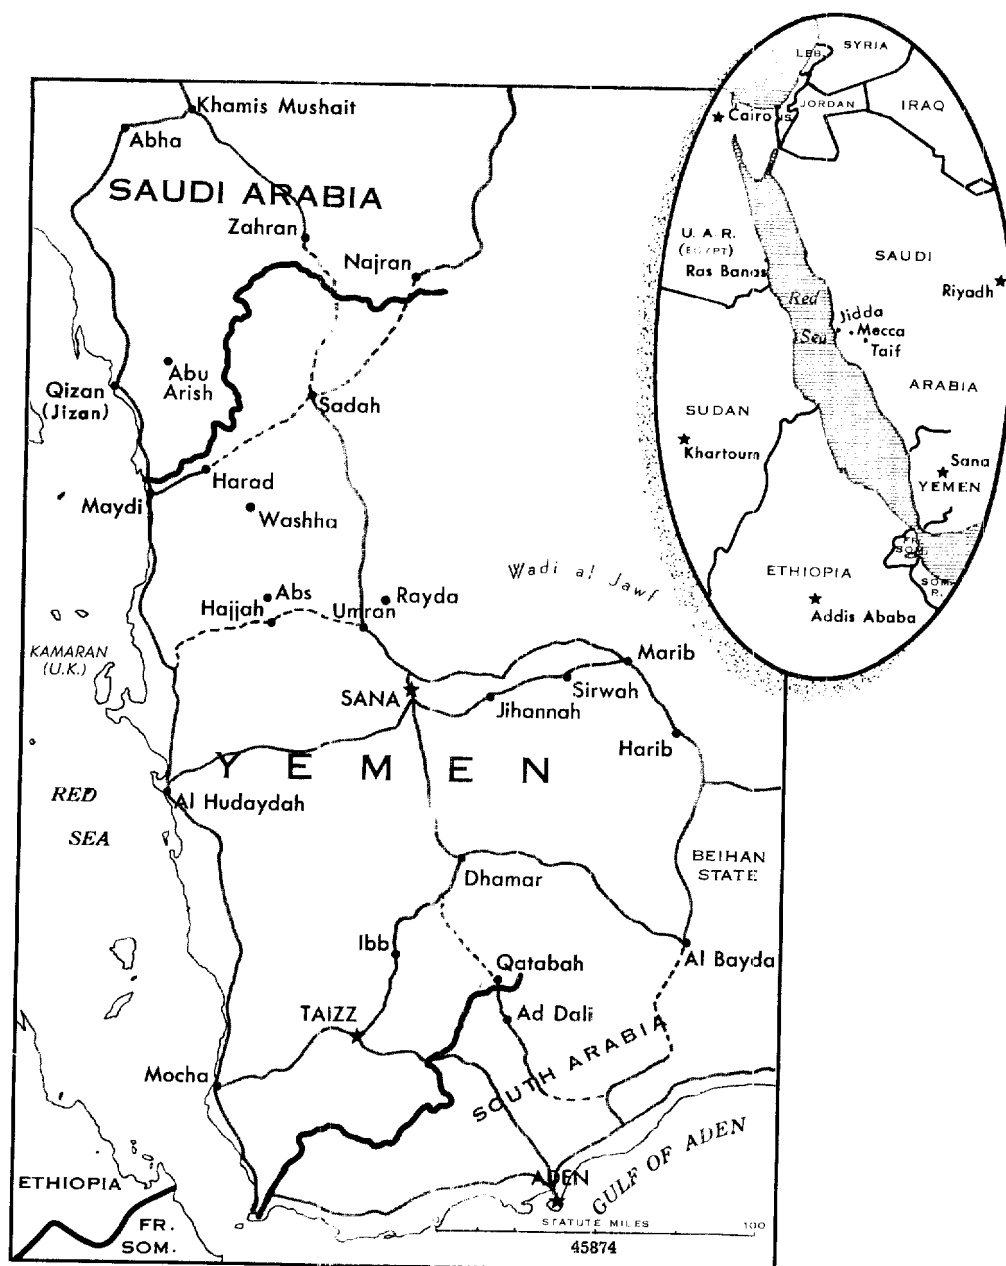 Khamis Mushait
Abha
SAUDI ARABIA
Zahran
Najran
Abu
Arish
Qizan
(Jizan)
Sadah
Harad
Maydi
Washha
Wadi al Jawf
Abs
Rayda
Hajjah
Umran
KAMARAN
(U.K.)
Marib
Sirwah
SANA
Jihannah
Harib
YEMEN
RED
SEA
Al Hudaydah
BEIHAN
STATE
Dhamar
Ibb
Al Bayda
Qatabah
TAIZZ
Ad Dali
SOUTH ARABIA
Mocha
GULF OF ADEN
ADEN
ETHIOPIA
FR.
SOM.
STATUTE MILES
100
45874
SYRIA
LEB.
JORDAN
IRAQ
Cairo
Is
U. A. R.
(EGYPT)
Ras Banas
SAUDI
Riyadh
Red
Sea
Jidda
Mecca
Taif
ARABIA
SUDAN
Khartoum
Sana
YEMEN
FR.
SOM.
ETHIOPIA
SOM.
R.
Addis Ababa